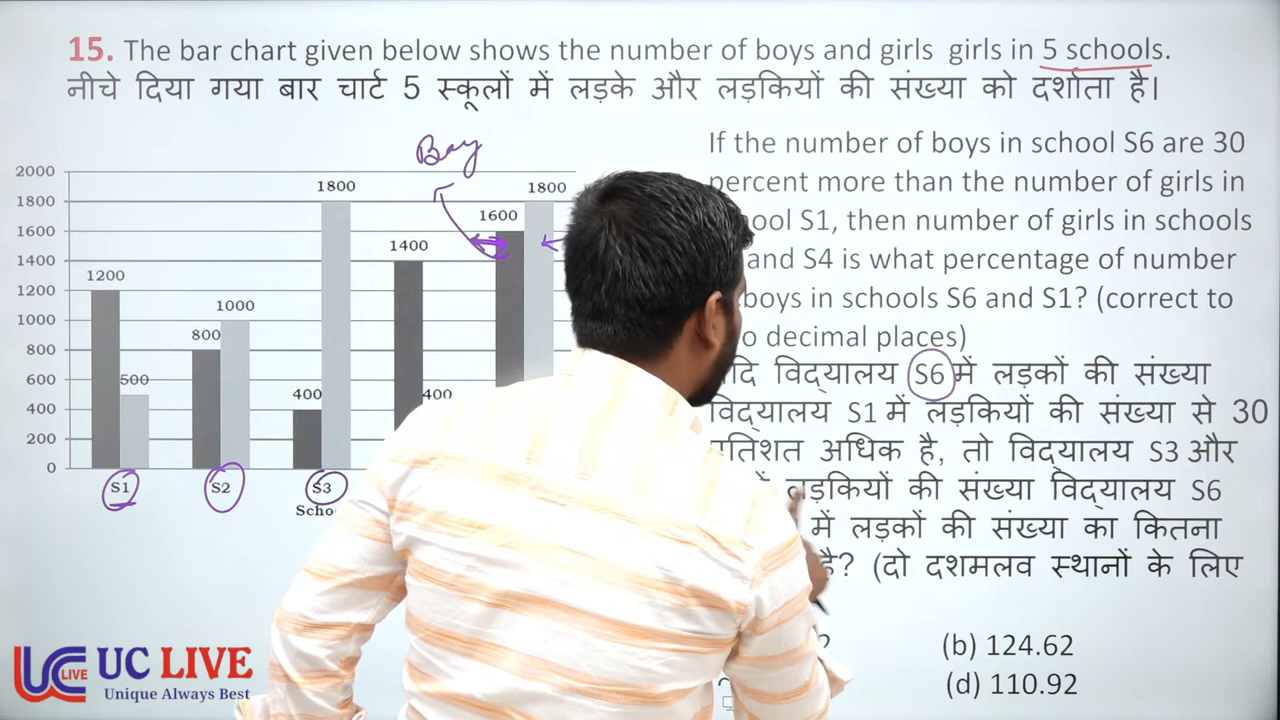 15. The bar chart given below shows the number of boys and girls girls in 5 schools.
नीचे दिया गया बार चार्ट 5 स्कूलों में लड़के और लड़कियों की संख्या को दर्शाता है।
Boy
2000
1800
1600
1400
1200
1000
800
600
400
200
0
1200
500
800
1000
400
1800
1400
400
1600
1800
S1
S2
S3
If the number of boys in school S6 are 30
percent more than the number of girls in
S1, then number of girls in schools
and S4 is what percentage of number
boys in schools S6 and S1? (correct to
decimal places)
विद्यालय S6 में लड़कों की संख्या
विद्यालय S1 में लड़कियों की संख्या से 30
अधिक है, तो विद्यालय S3 और
लड़कियों की संख्या विद्यालय S6
में लड़कों की संख्या का कितना
है? (दो दशमलव स्थानों के लिए
(b) 124.62
(d) 110.92
UC LIVE
LIVE
Unique Always Best